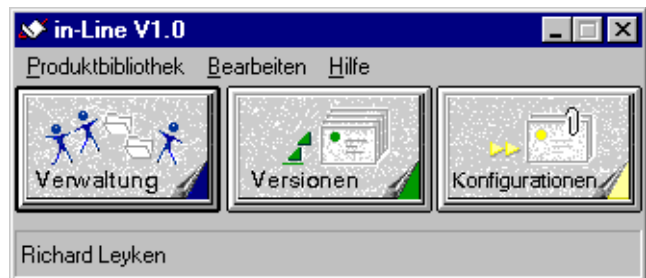 in-Line V1.0
Produktbibliothek Bearbeiten Hilfe
Verwaltung Versionen Konfigurationen
Richard Leyken